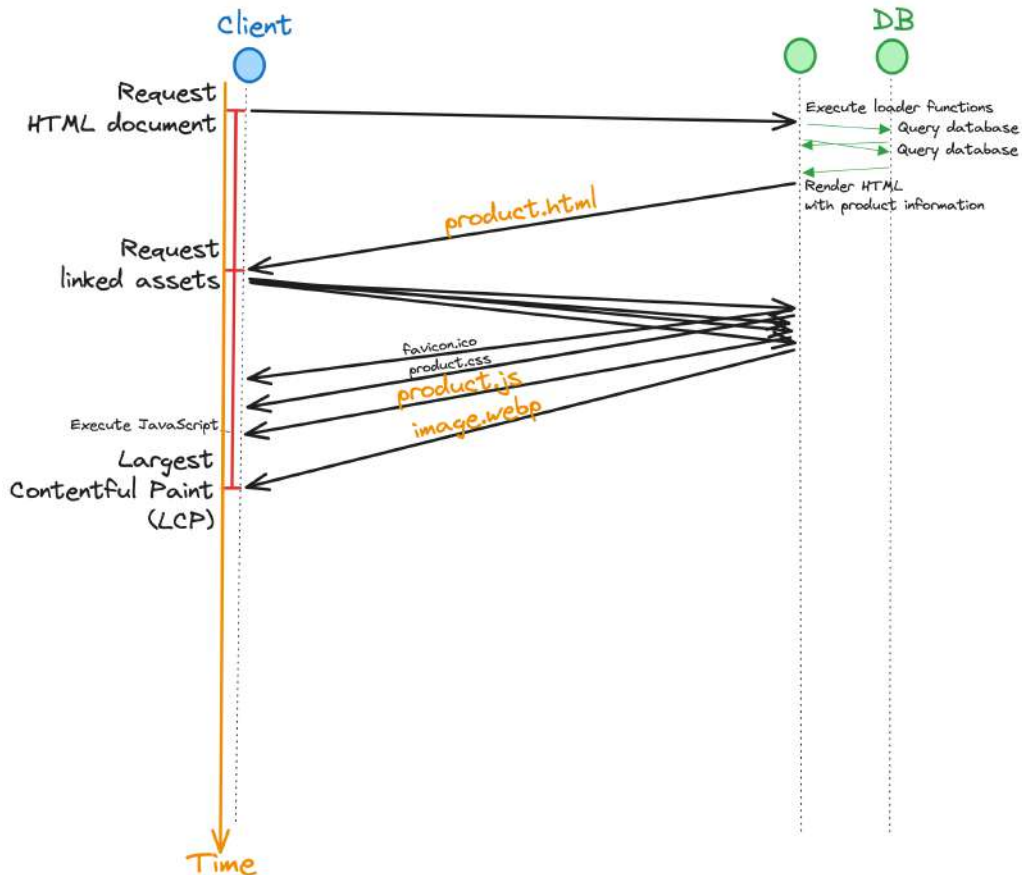 Client
DB
Request
HTML document
Execute loader functions
Query database
Query database
Render HTML
with product information
product.html
Request
linked assets
favicon.ico
product.css
product.js
image.webp
Execute JavaScript
Largest
Contentful Paint
(LCP)
Time